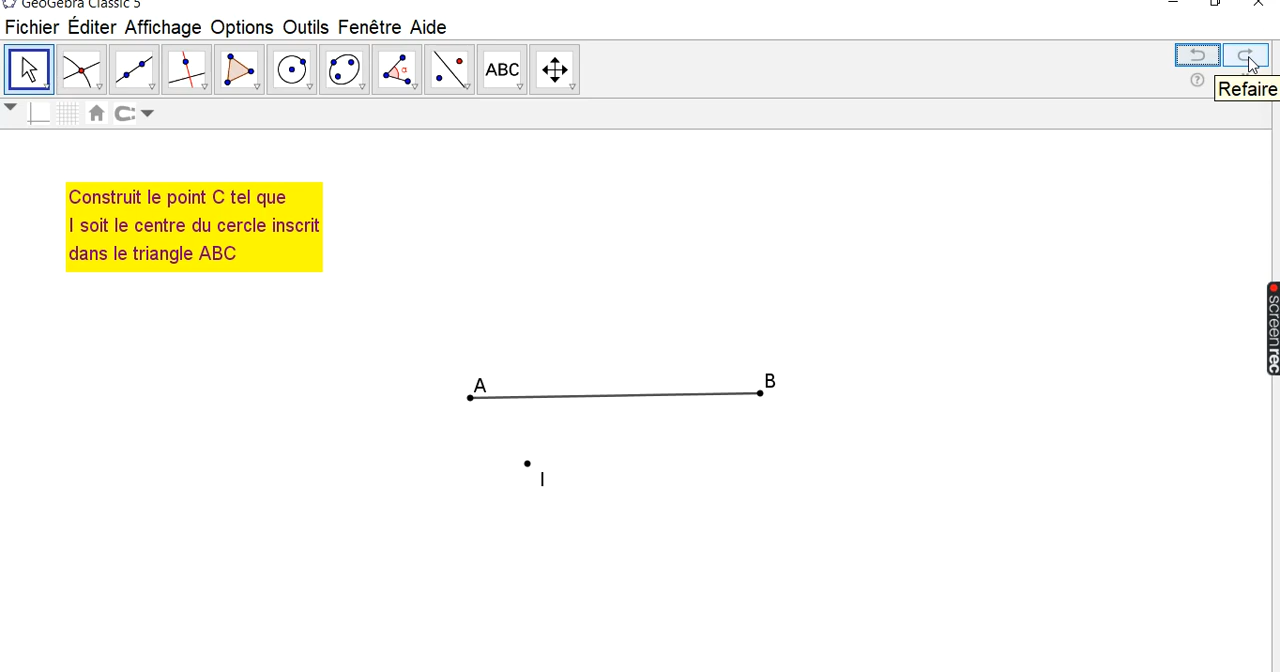 GeoGebra Classic 5
Fichier Éditer Affichage Options Outils Fenêtre Aide
ABC
Refaire
Construit le point C tel que
I soit le centre du cercle inscrit
dans le triangle ABC
A
B
I
screenrec